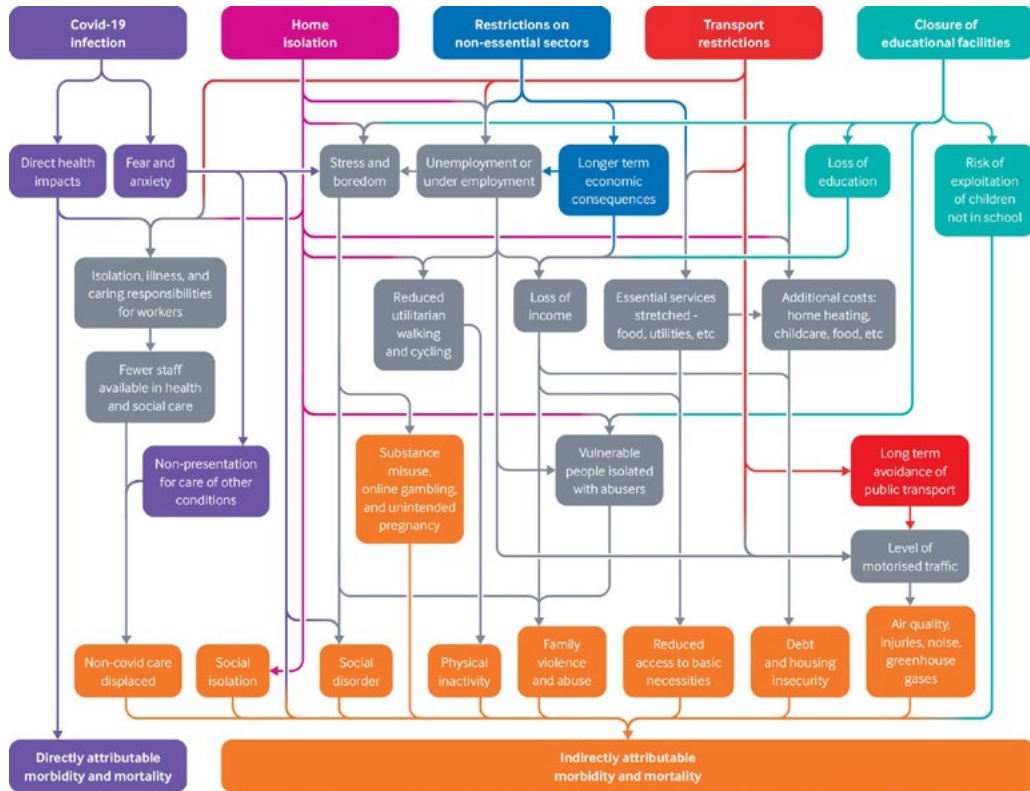 Covid-19
infection
Home
isolation
Restrictions on
non-essential sectors
Transport
restrictions
Closure of
educational facilities
Direct health
impacts
Fear and
anxiety
Stress and
boredom
Unemployment or
under employment
Longer term
economic
consequences
Loss of
education
Risk of
exploitation
of children
not in school
Isolation, illness, and
caring responsibilities
for workers
Reduced
utilitarian
walking
and cycling
Loss of
income
Essential services
stretched -
food, utilities, etc
Additional costs:
home heating,
childcare, food, etc
Fewer staff
available in health
and social care
Non-presentation
for care of other
conditions
Substance
misuse,
online gambling,
and unintended
pregnancy
Vulnerable
people isolated
with abusers
Long term
avoidance of
public transport
Level of
motorised traffic
Non-covid care
displaced
Social
isolation
Social
disorder
Physical
inactivity
Family
violence
and abuse
Reduced
access to basic
necessities
Debt
and housing
insecurity
Air quality,
injuries, noise,
greenhouse
gases
Directly attributable
morbidity and mortality
Indirectly attributable
morbidity and mortality